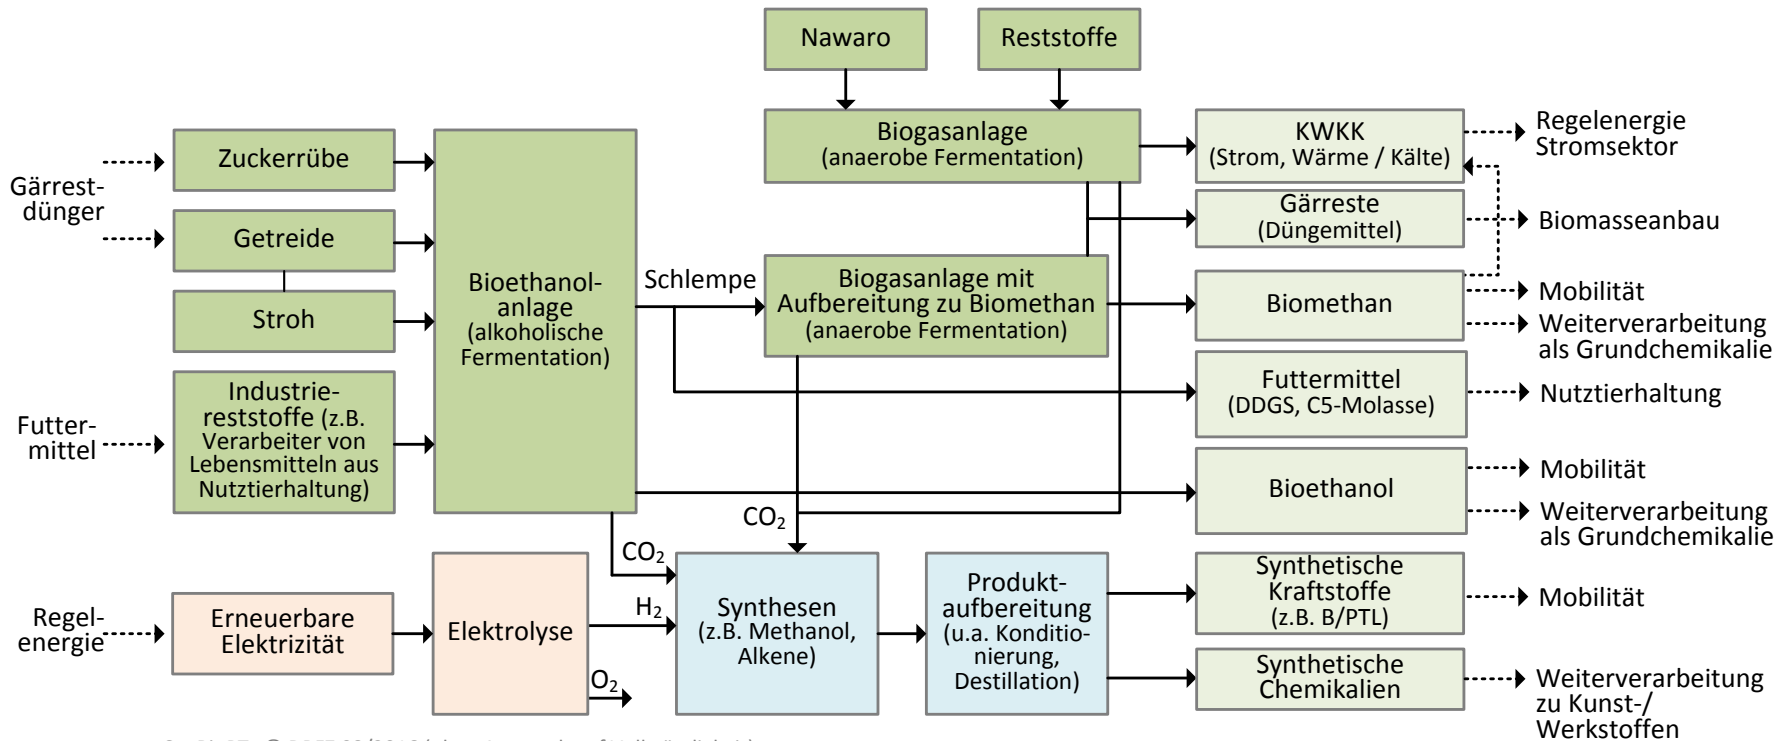 Nawaro
Reststoffe
Biogasanlage
(anaerobe Fermentation)
KWKK
(Strom, Wärme / Kälte)
Regelenergie
Stromsektor
Gärrest-
dünger
Zuckerrübe
Getreide
Stroh
Bioethanol-
anlage
(alkoholische
Fermentation)
Schlempe
Biogasanlage mit
Aufbereitung zu Biomethan
(anaerobe Fermentation)
Gärreste
(Düngemittel)
Biomasseanbau
Biomethan
Mobilität
Weiterverarbeitung
als Grundchemikalie
Futter-
mittel
Industrie-
reststoffe (z.B.
Verarbeiter von
Lebensmitteln aus
Nutztierhaltung)
Futtermittel
(DDGS, C5-Molasse)
Nutztierhaltung
Bioethanol
Mobilität
Weiterverarbeitung
als Grundchemikalie
CO₂
CO₂
Regel-
energie
Erneuerbare
Elektrizität
Elektrolyse
H₂
O₂
Synthesen
(z.B. Methanol,
Alkene)
Produkt-
aufbereitung
(u.a. Konditio-
nierung,
Destillation)
Synthetische
Kraftstoffe
(z.B. B/PTL)
Mobilität
Synthetische
Chemikalien
Weiterverarbeitung
zu Kunst-/
Werkstoffen